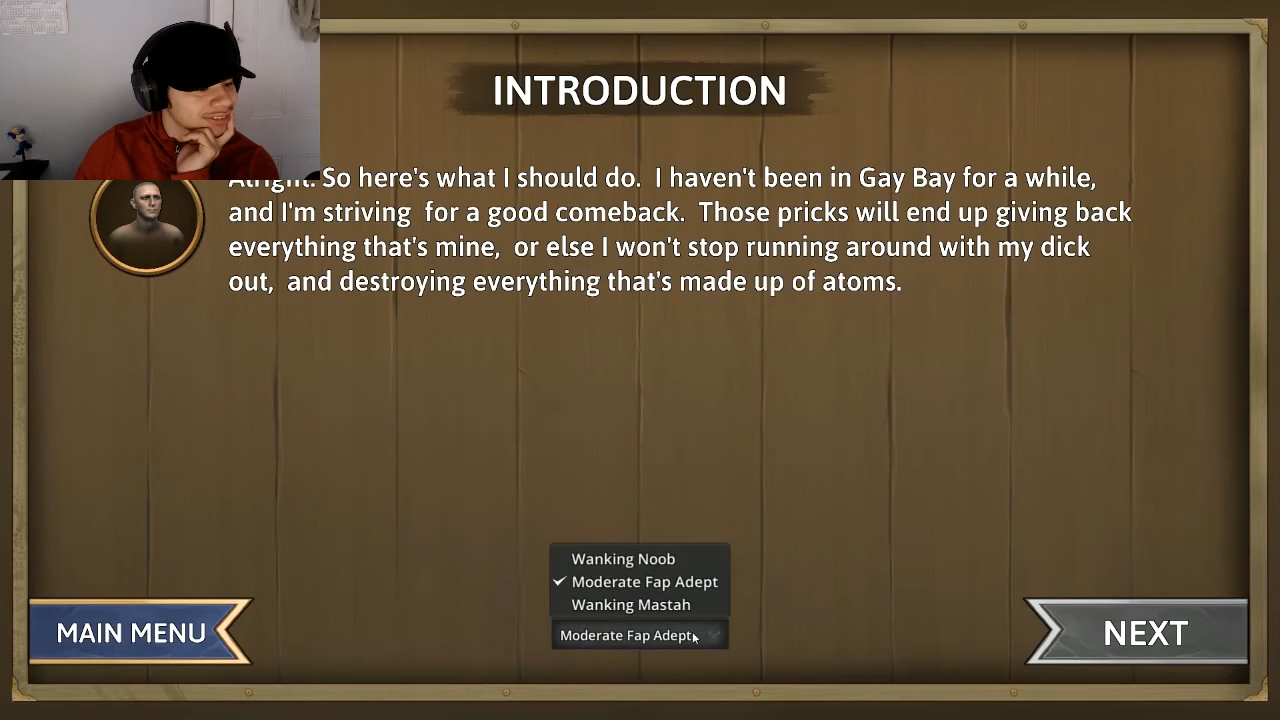 INTRODUCTION
Alright. So here's what I should do. I haven't been in Gay Bay for a while,
and I'm striving for a good comeback. Those pricks will end up giving back
everything that's mine, or else I won't stop running around with my dick
out, and destroying everything that's made up of atoms.
Wanking Noob
Moderate Fap Adept
Wanking Mastah
Moderate Fap Adept
MAIN MENU
NEXT